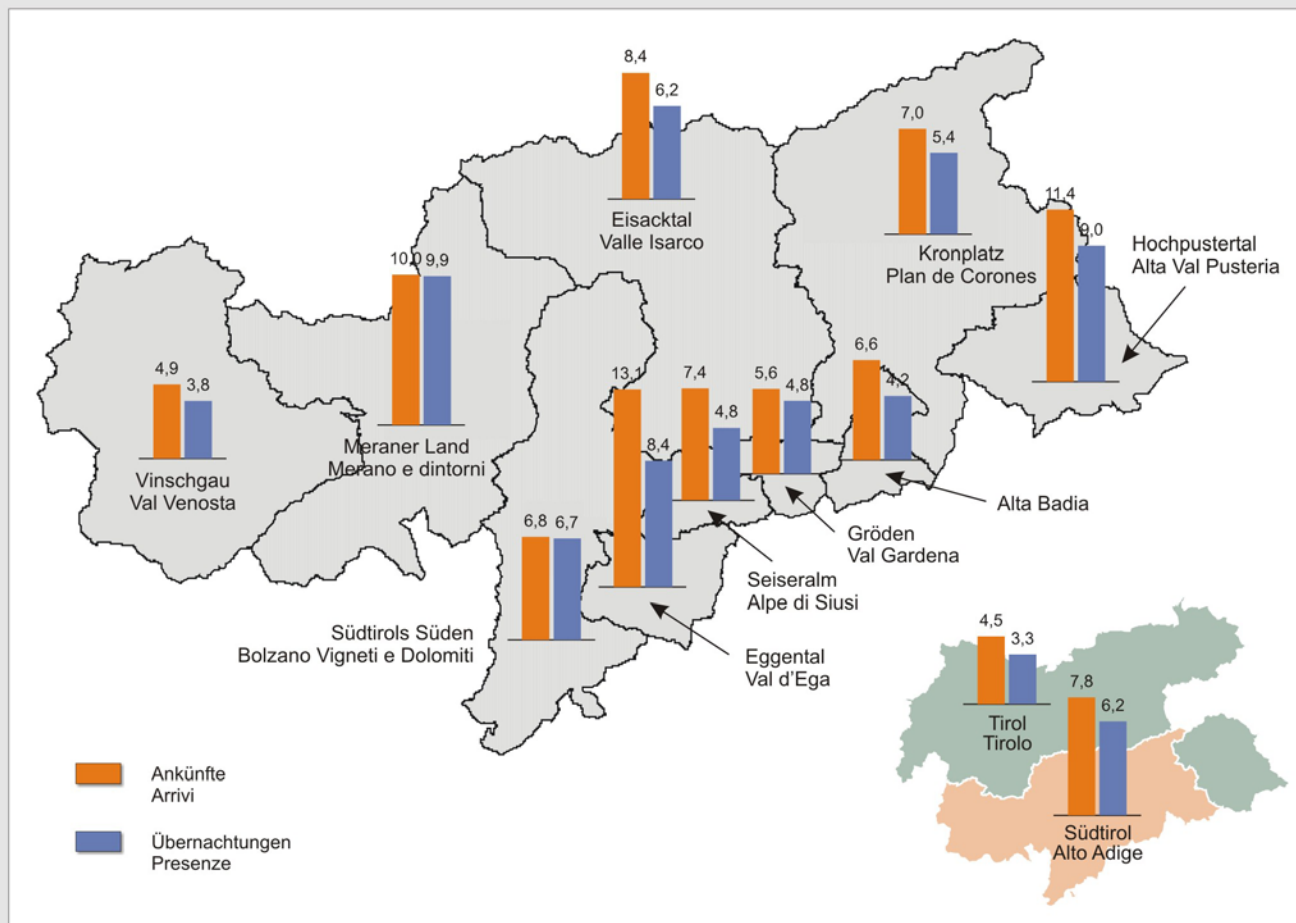 8,4
6,2
Eisacktal
Valle Isarco
7,0
5,4
Kronplatz
Plan de Corones
11,4
9,0
Hochpustertal
Alta Val Pusteria
10,0
9,9
Meraner Land
Merano e dintorni
4,9
3,8
Vinschgau
Val Venosta
13,1
8,4
7,4
4,8
5,6
4,8
6,6
4,2
Alta Badia
Gröden
Val Gardena
Seiseralm
Alpe di Siusi
Eggental
Val d'Ega
6,8
6,7
Südtirols Süden
Bolzano Vigneti e Dolomiti
4,5
3,3
Tirol
Tirolo
7,8
6,2
Südtirol
Alto Adige
Ankünfte
Arrivi
Übernachtungen
Presenze